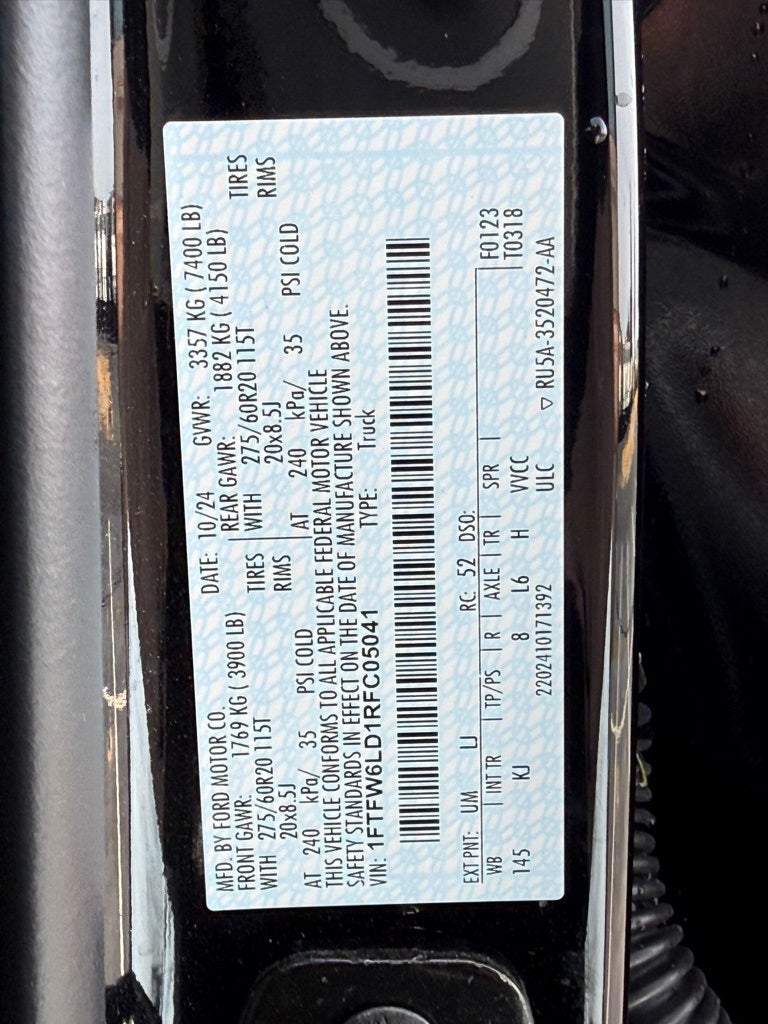 MFD. BY FORD MOTOR CO.
DATE: 10/24 GVWR: 3357 KG ( 7400 LB)
FRONT GAWR: 1769 KG ( 3900 LB) REAR GAWR: 1882 KG ( 4150 LB)
WITH 275/60R20 115T TIRES WITH 275/60R20 115T TIRES
20x8.5J RIMS 20x8.5J RIMS
AT 240 kPa/ 35 PSI COLD AT 240 kPa/ 35 PSI COLD
THIS VEHICLE CONFORMS TO ALL APPLICABLE FEDERAL MOTOR VEHICLE
SAFETY STANDARDS IN EFFECT ON THE DATE OF MANUFACTURE SHOWN ABOVE.
VIN: 1FTFW6LD1RFC05041 TYPE: Truck
EXT PNT: UM LJ RC: 52 DSO:
WB INT TR TP/PS R AXLE TR SPR F0123
145 KJ 8 L6 H VVCC T0318
2202410171392 ULC ▽ RU5A-3520472-AA